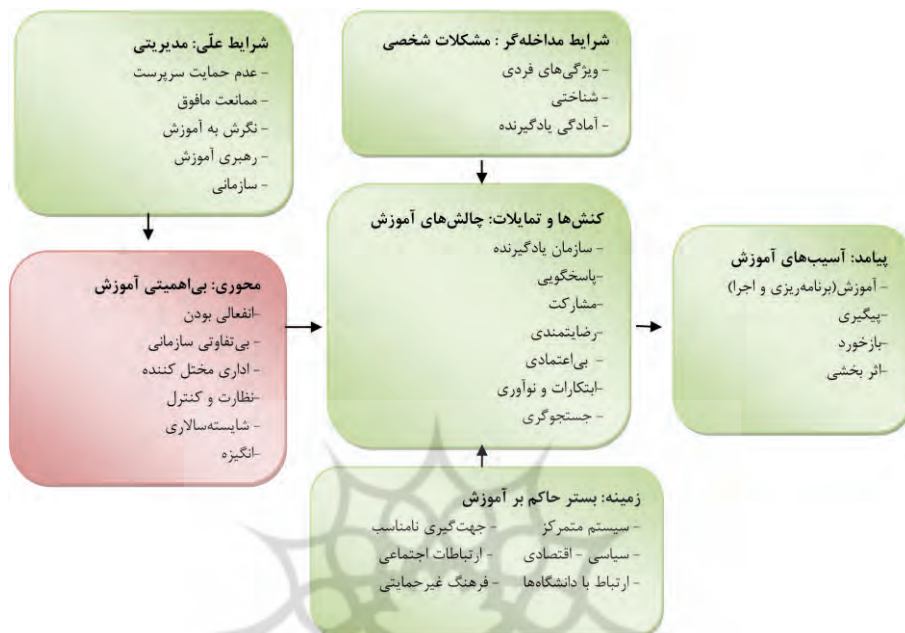 شرایط علّی: مدیریتی
- عدم حمایت سرپرست
- ممانعت مافوق
- نگرش به آموزش
- رهبری آموزش
- سازمانی
شرایط مداخله‌گر : مشکلات شخصی
- ویژگی‌های فردی
- شناختی
- آمادگی یادگیرنده
محوری: بی‌اهمیتی آموزش
-انفعالی بودن
- بی‌تفاوتی سازمانی
- اداری مختل کننده
-نظارت و کنترل
- شایسته‌سالاری
-انگیزه
کنش‌ها و تمایلات: چالش‌های آموزش
- سازمان یادگیرنده
-پاسخگویی
-مشارکت
-رضایتمندی
- بی‌اعتمادی
-ابتکارات و نوآوری
- جستجوگری
پیامد: آسیب‌های آموزش
- آموزش(برنامه‌ریزی و اجرا)
-پیگیری
-بازخورد
-اثر بخشی
زمینه: بستر حاکم بر آموزش
- سیستم متمرکز - جهت‌گیری نامناسب
- سیاسی - اقتصادی - ارتباطات اجتماعی
- ارتباط با دانشگاه‌ها - فرهنگ غیرحمایتی